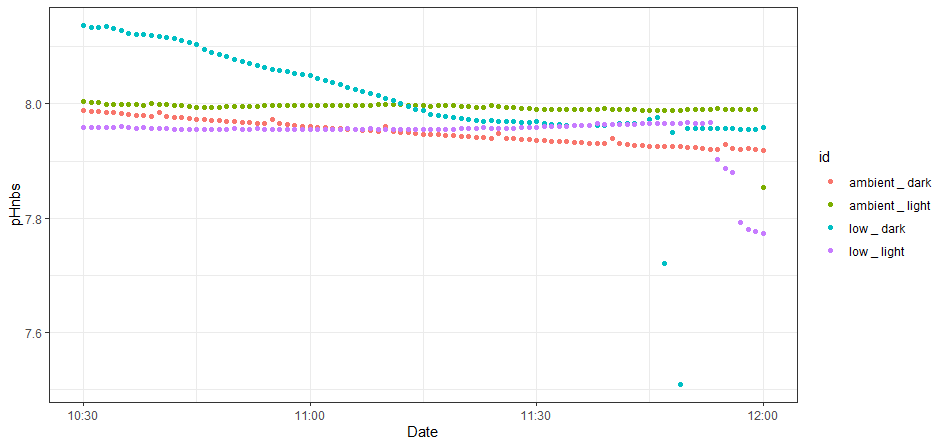 pHnbs
8.0
7.8
7.6
10:30
11:00
11:30
12:00
Date
id
ambient _ dark
ambient _ light
low _ dark
low _ light